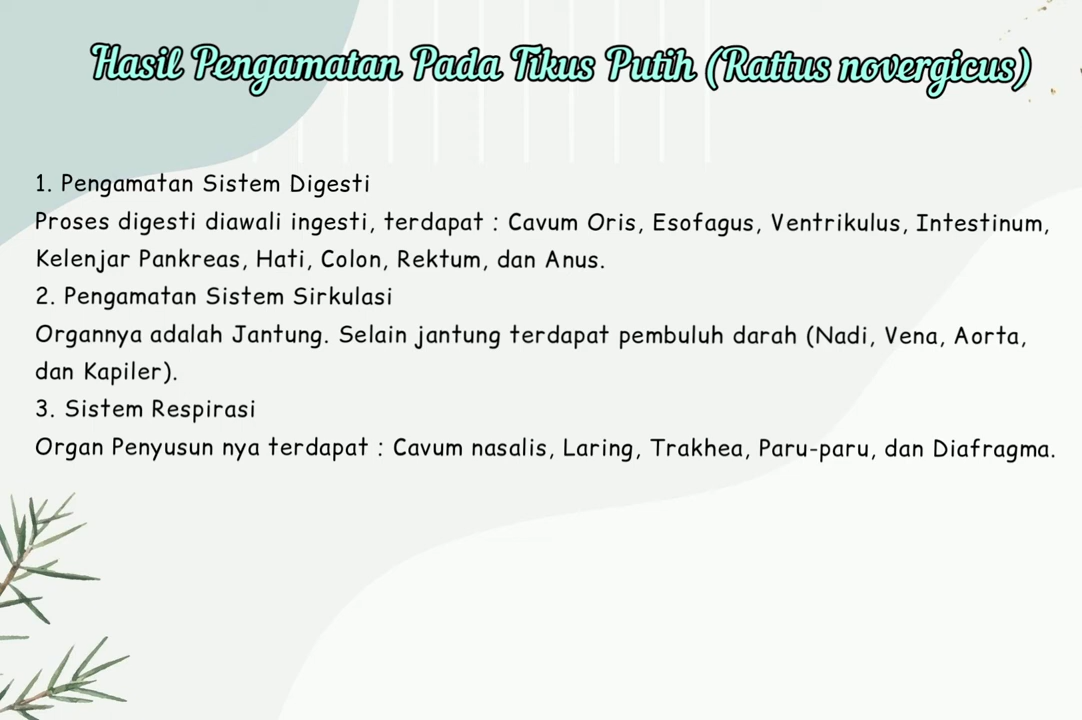 Hasil Pengamatan Pada Tikus Putih (Rattus novergicus)
1. Pengamatan Sistem Digesti
Proses digesti diawali ingesti, terdapat : Cavum Oris, Esofagus, Ventrikulus, Intestinum,
Kelenjar Pankreas, Hati, Colon, Rektum, dan Anus.
2. Pengamatan Sistem Sirkulasi
Organnya adalah Jantung. Selain jantung terdapat pembuluh darah (Nadi, Vena, Aorta,
dan Kapiler).
3. Sistem Respirasi
Organ Penyusun nya terdapat : Cavum nasalis, Laring, Trakhea, Paru-paru, dan Diafragma.